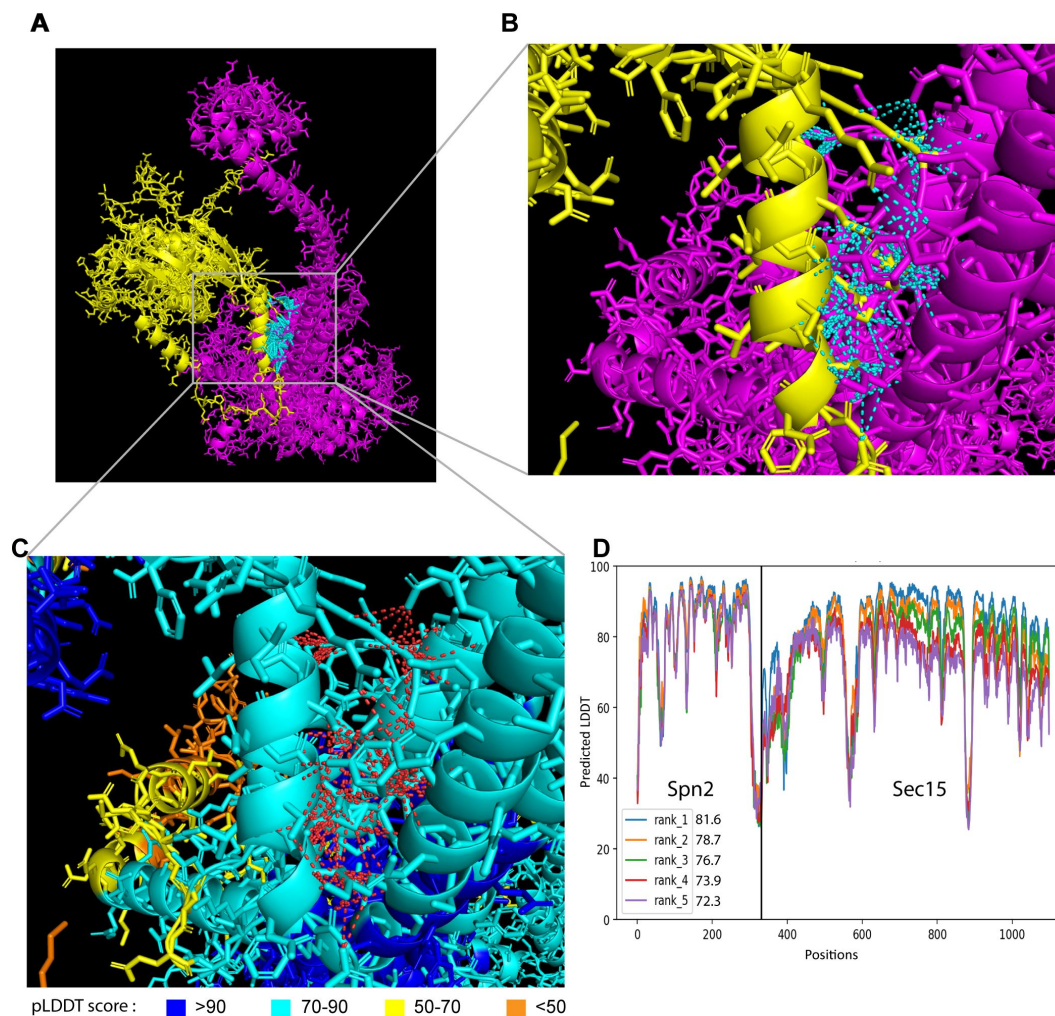 A
B
C
D
100
80
60
40
20
0
Predicted LDDT
Spn2
Sec15
rank_1 81.6
rank_2 78.7
rank_3 76.7
rank_4 73.9
rank_5 72.3
0 200 400 600 800 1000
Positions
pLDDT score : >90 70-90 50-70 <50